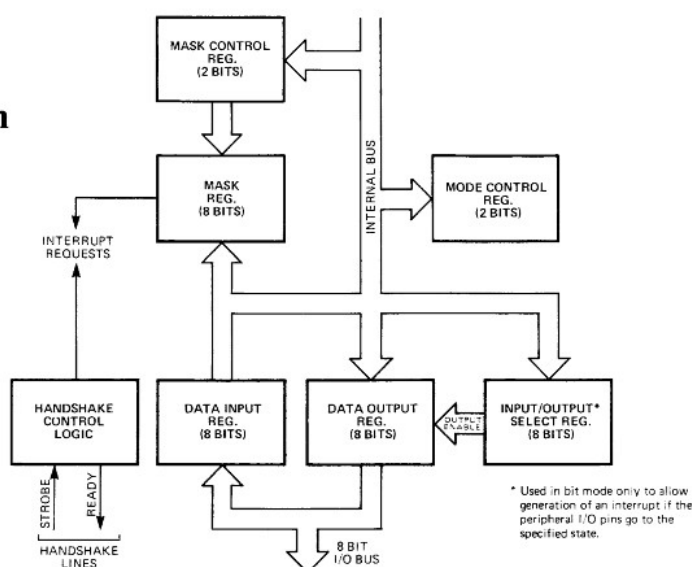 MASK CONTROL
REG.
(2 BITS)
n
MASK
REG.
(8 BITS)
INTERNAL BUS
MODE CONTROL
REG.
(2 BITS)
INTERRUPT
REQUESTS
HANDSHAKE
CONTROL
LOGIC
DATA INPUT
REG.
(8 BITS)
DATA OUTPUT
REG.
(8 BITS)
OUTPUT
ENABLE
INPUT/OUTPUT*
SELECT REG.
(8 BITS)
STROBE
READY
HANDSHAKE
LINES
8 BIT
I/O BUS
* Used in bit mode only to allow
generation of an interrupt if the
peripheral I/O pins go to the
specified state.